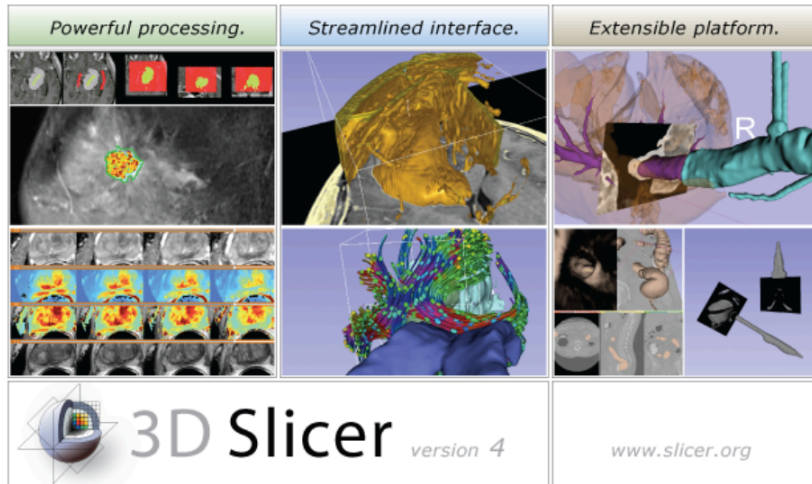 Powerful processing.
Streamlined interface.
Extensible platform.
R
3D Slicer version 4
www.slicer.org